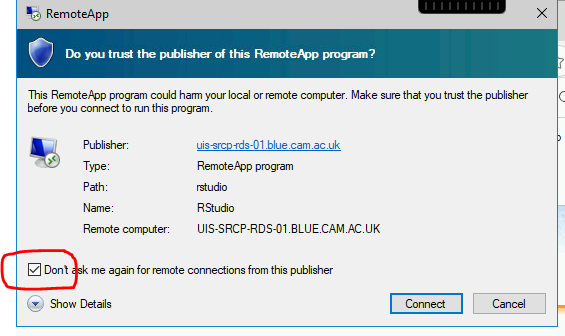 RemoteApp
Do you trust the publisher of this RemoteApp program?
This RemoteApp program could harm your local or remote computer. Make sure that you trust the publisher
before you connect to run this program.
Publisher: uis-srcp-rds-01.blue.cam.ac.uk
Type: RemoteApp program
Path: rstudio
Name: RStudio
Remote computer: UIS-SRCP-RDS-01.BLUE.CAM.AC.UK
Don't ask me again for remote connections from this publisher
Show Details Connect Cancel